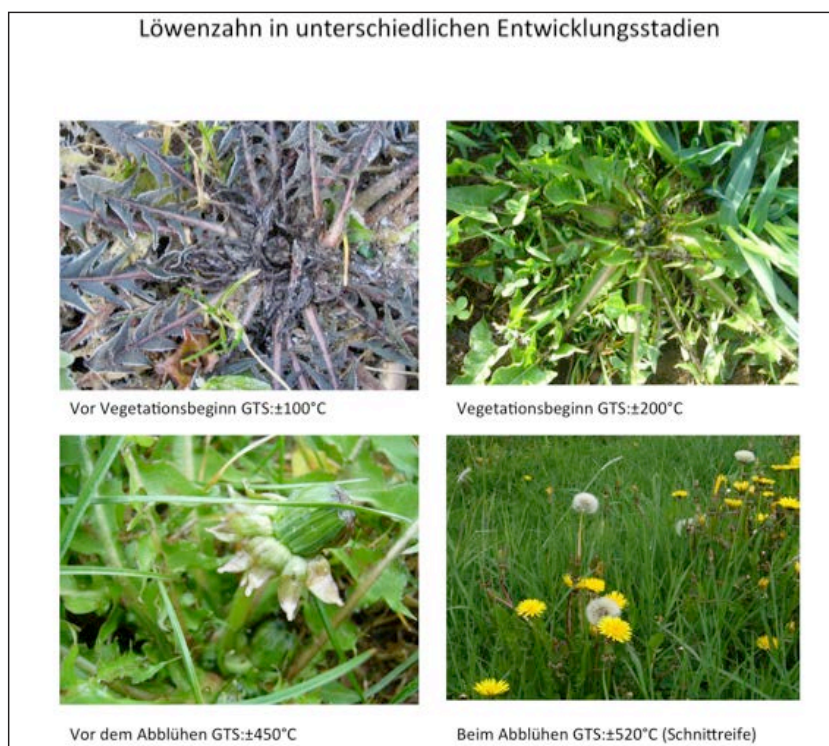 Löwenzahn in unterschiedlichen Entwicklungsstadien
Vor Vegetationsbeginn GTS:±100°C
Vegetationsbeginn GTS:±200°C
Vor dem Abblühen GTS:±450°C
Beim Abblühen GTS:±520°C (Schnittreife)